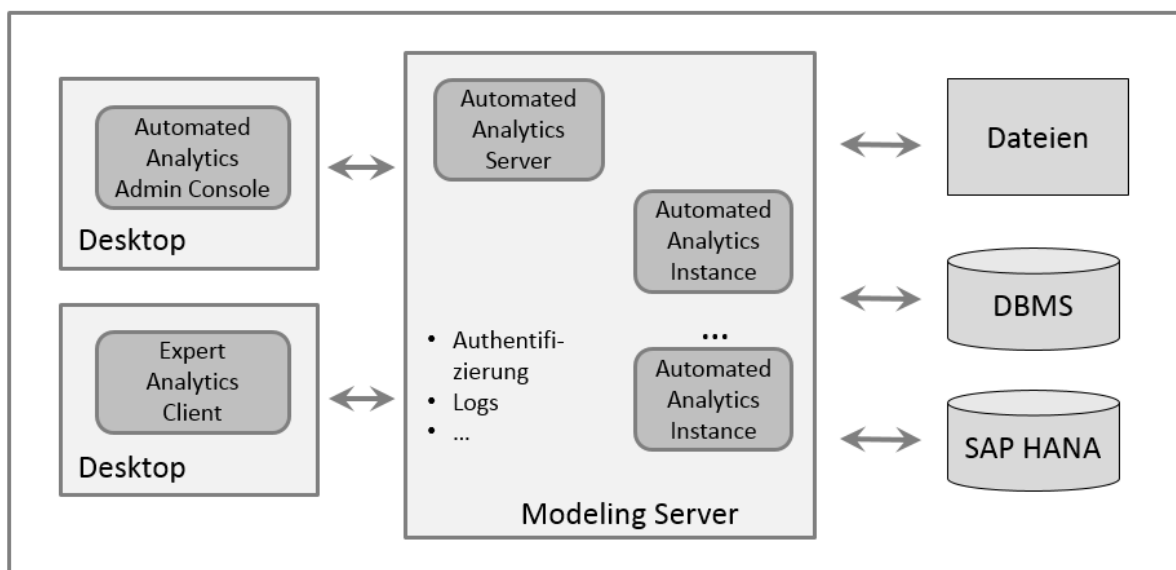 Automated
Analytics
Admin Console
Desktop
Expert
Analytics
Client
Desktop
Automated
Analytics
Server
Automated
Analytics
Instance
...
Automated
Analytics
Instance
• Authentifi-
zierung
• Logs
• ...
Modeling Server
Dateien
DBMS
SAP HANA